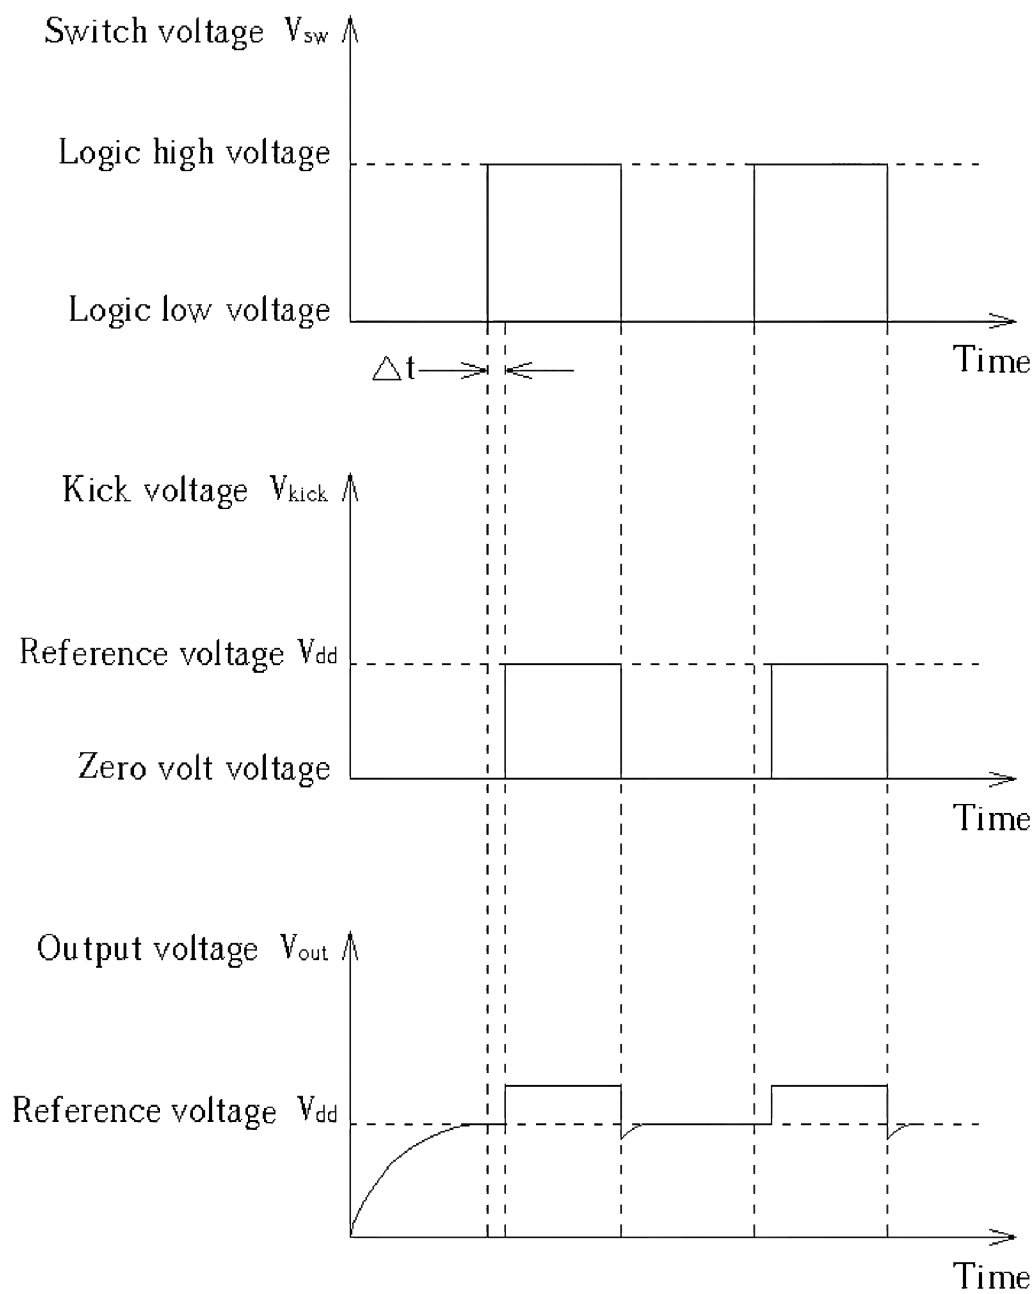 Switch voltage Vsw
Logic high voltage
Logic low voltage
Time
△t
Kick voltage Vkick
Reference voltage Vdd
Zero volt voltage
Time
Output voltage Vout
Reference voltage Vdd
Time